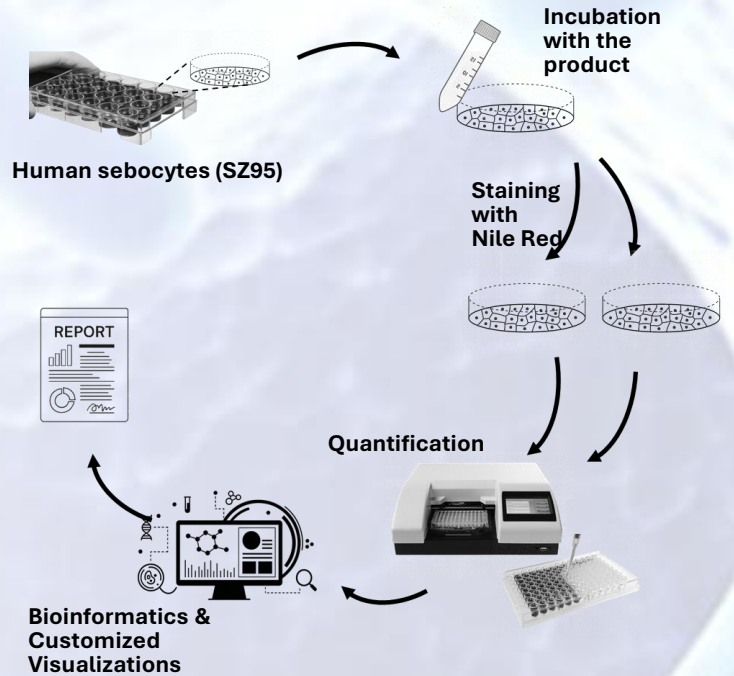 Incubation
with the
product
Human sebocytes (SZ95)
Staining
with
Nile Red
REPORT
Quantification
Bioinformatics &
Customized
Visualizations